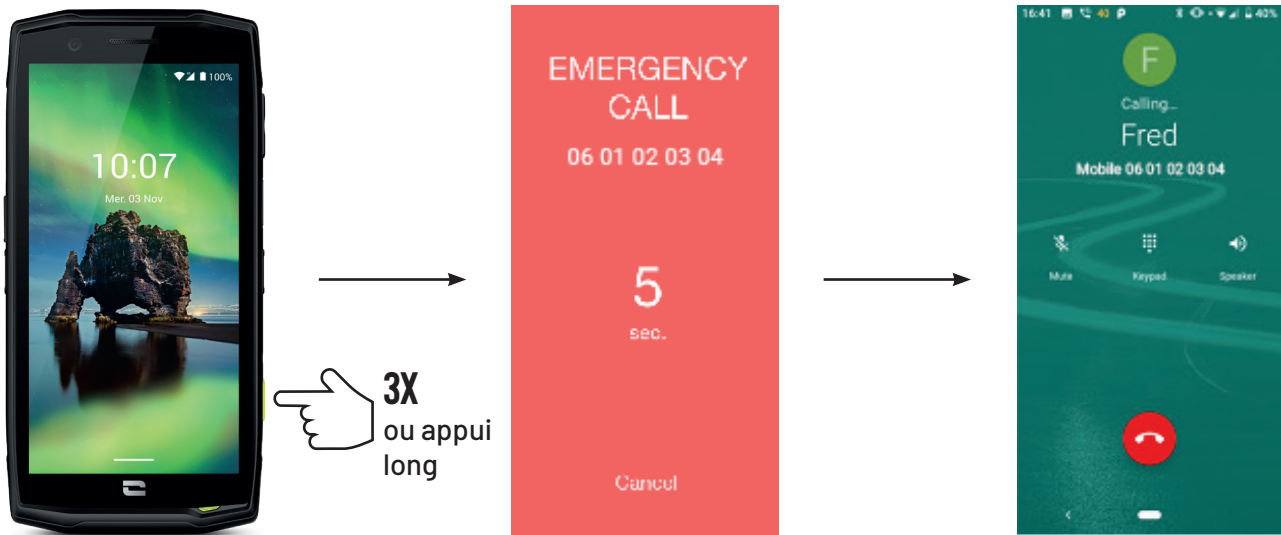 100%
10:07
Mer. 03 Nov
3X
ou appui
long
EMERGENCY
CALL
06 01 02 03 04
5
sec.
Cancel
16:41 40 P 40%
F
Calling...
Fred
Mobile 06 01 02 03 04
Mute Keypad Speaker